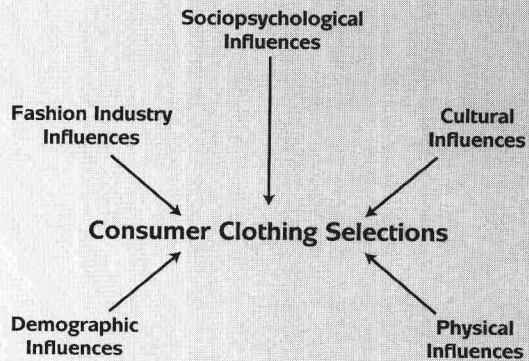 Sociopsychological
Influences
Fashion Industry
Influences
Cultural
Influences
Consumer Clothing Selections
Demographic
Influences
Physical
Influences